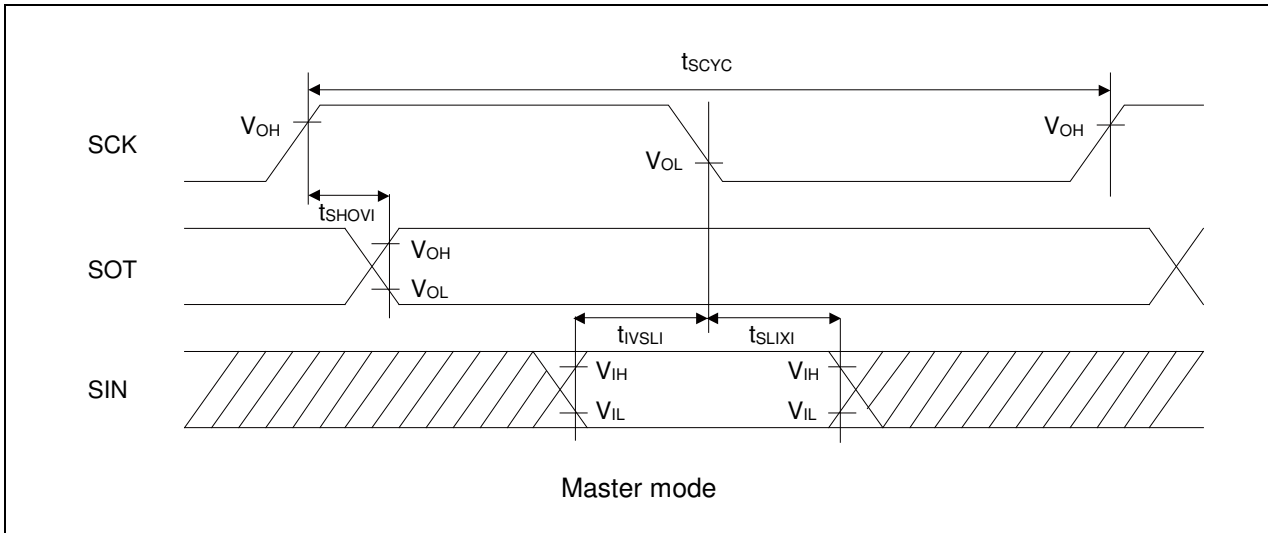 tSCYC
SCK
VOH
VOL
VOH
tSHOVI
SOT
VOH
VOL
tIVSLI
tSLIXI
SIN
VIH
VIL
VIH
VIL
Master mode